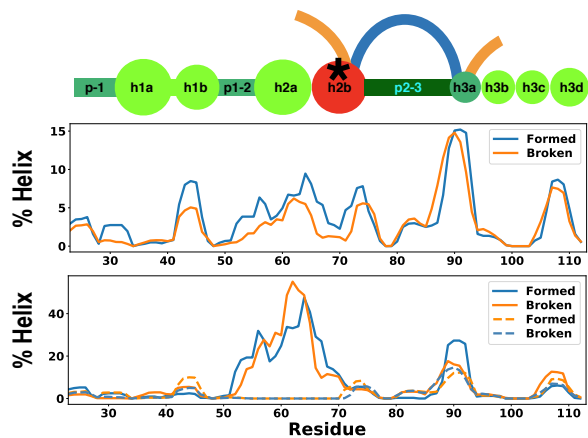 *
p-1 h1a h1b p1-2 h2a h2b p2-3 h3a h3b h3c h3d
% Helix
15
10
5
0
Formed
Broken
30 40 50 60 70 80 90 100 110
% Helix
40
20
0
Formed
Broken
Formed
Broken
30 40 50 60 70 80 90 100 110
Residue